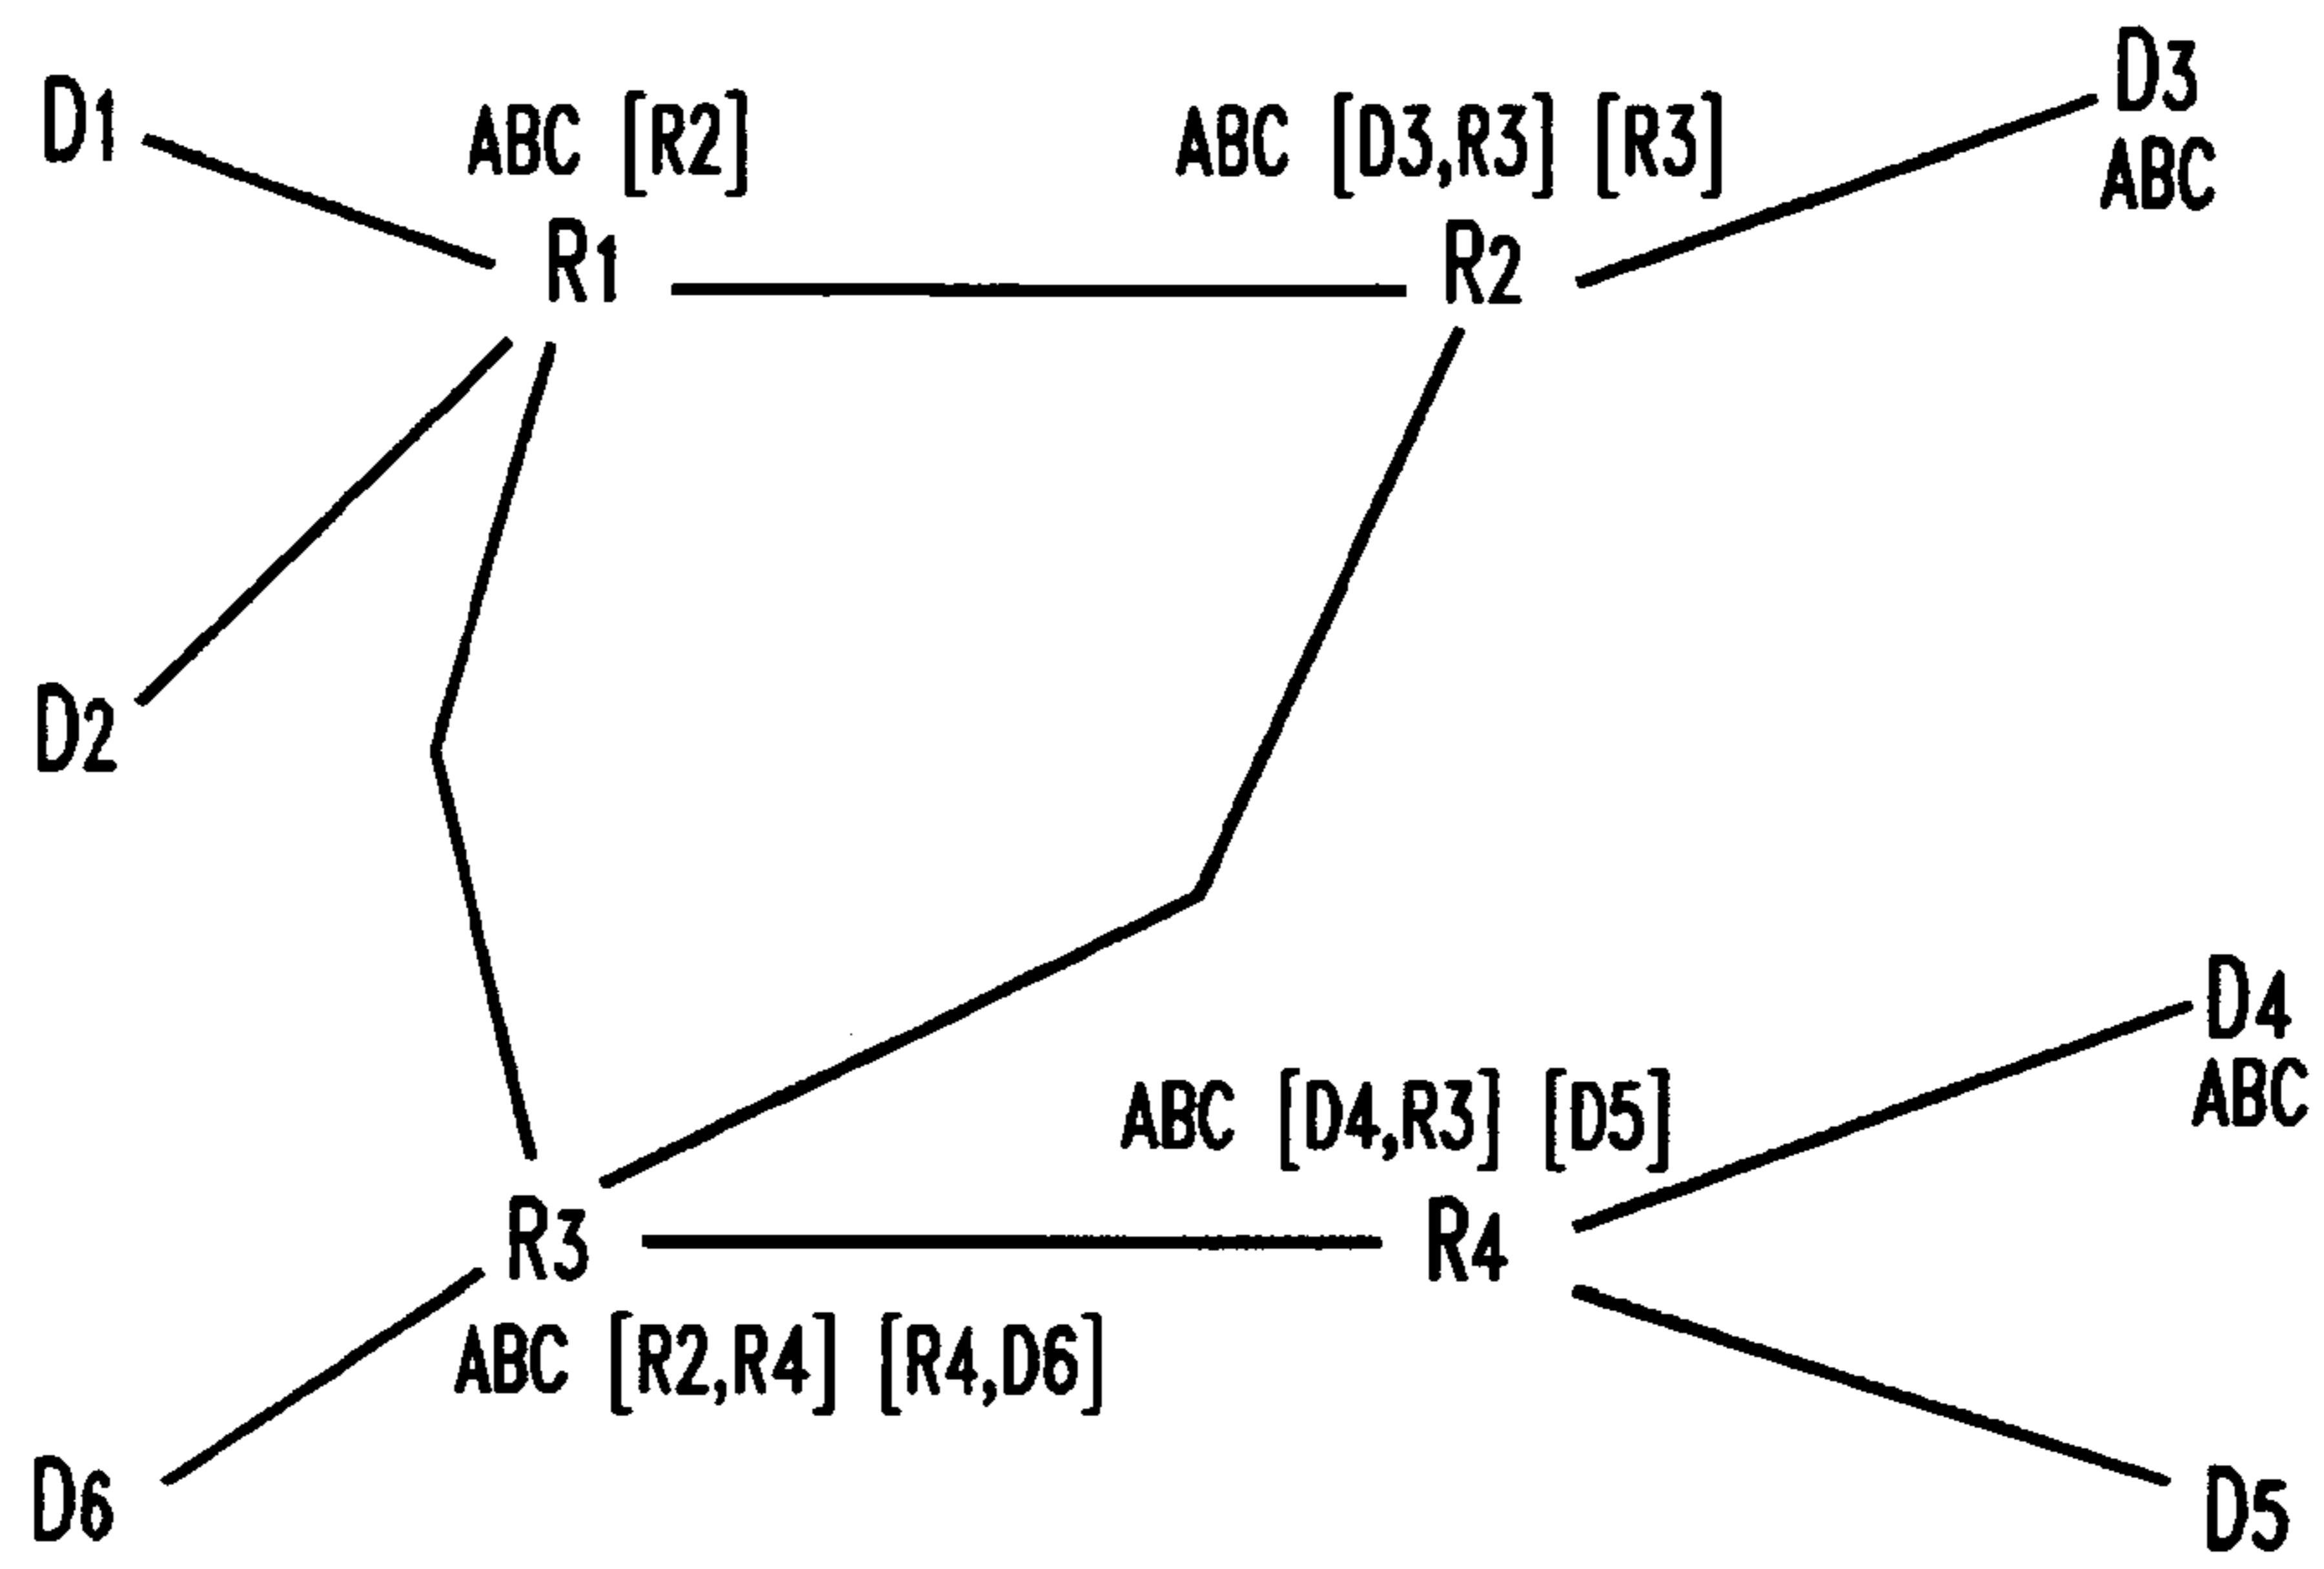 D1
ABC [R2]
ABC [D3,R3] [R3]
D3
ABC
R1
R2
D2
D4
ABC
ABC [D4,R3] [D5]
R3
R4
ABC [R2,R4] [R4,D6]
D6
D5